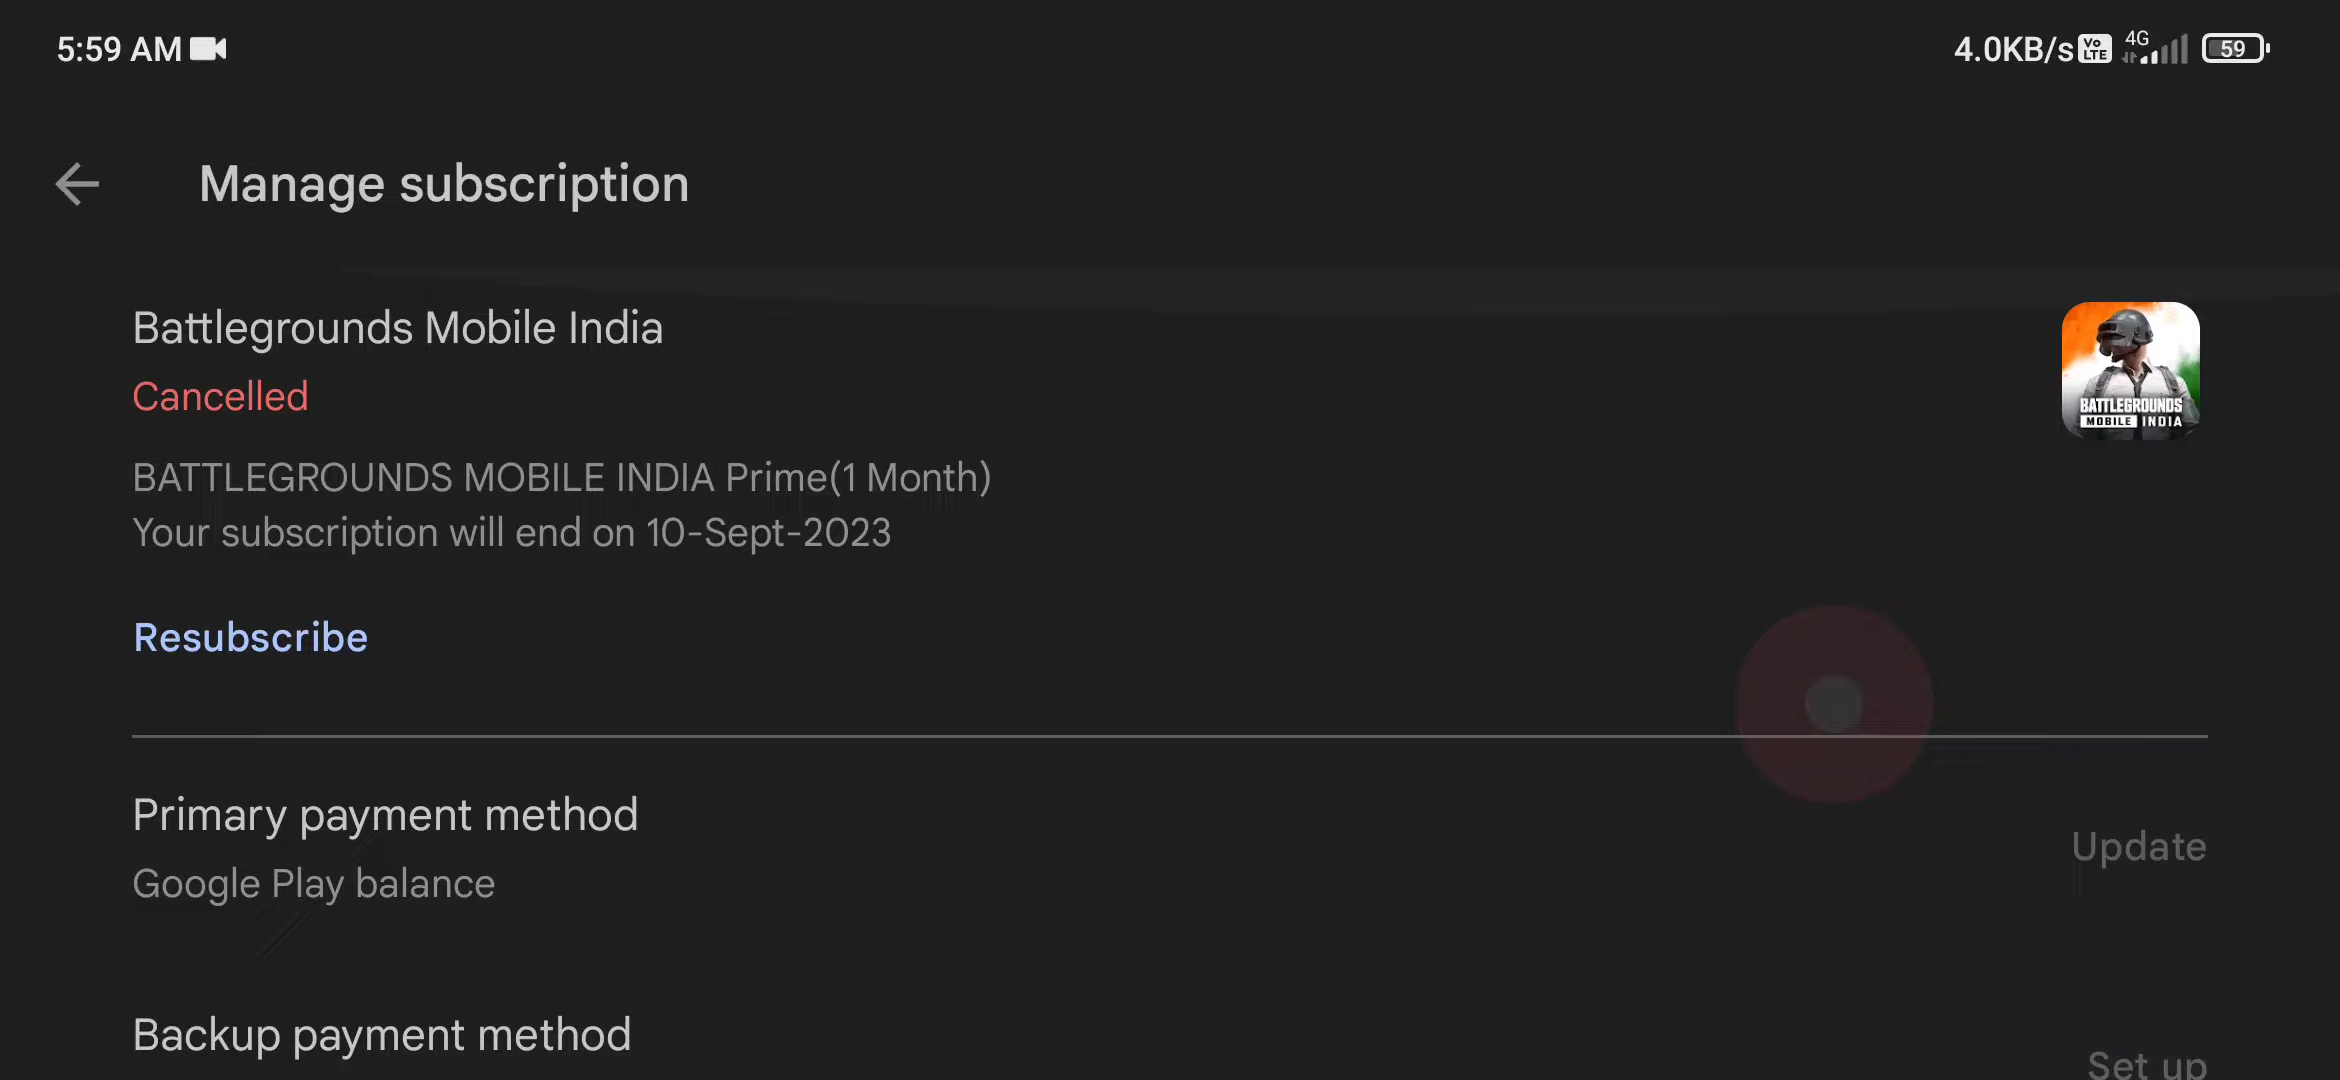 5:59 AM
4.0KB/s
Vo
LTE
4G
59
Manage subscription
Battlegrounds Mobile India
Cancelled
BATTLEGROUNDS
MOBILE INDIA
BATTLEGROUNDS MOBILE INDIA Prime(1 Month)
Your subscription will end on 10-Sept-2023
Resubscribe
Primary payment method
Update
Google Play balance
Backup payment method
Set up